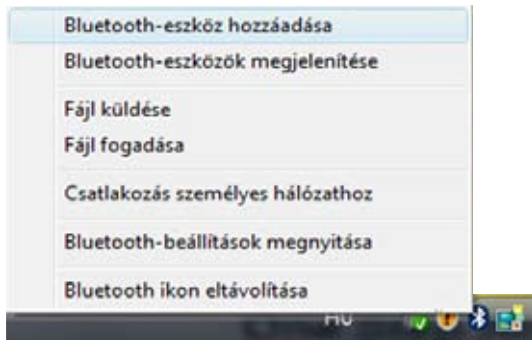 Bluetooth-eszköz hozzáadása
Bluetooth-eszközök megjelenítése
Fájl küldése
Fájl fogadása
Csatlakozás személyes hálózathoz
Bluetooth-beállítások megnyitása
Bluetooth ikon eltávolítása
HU